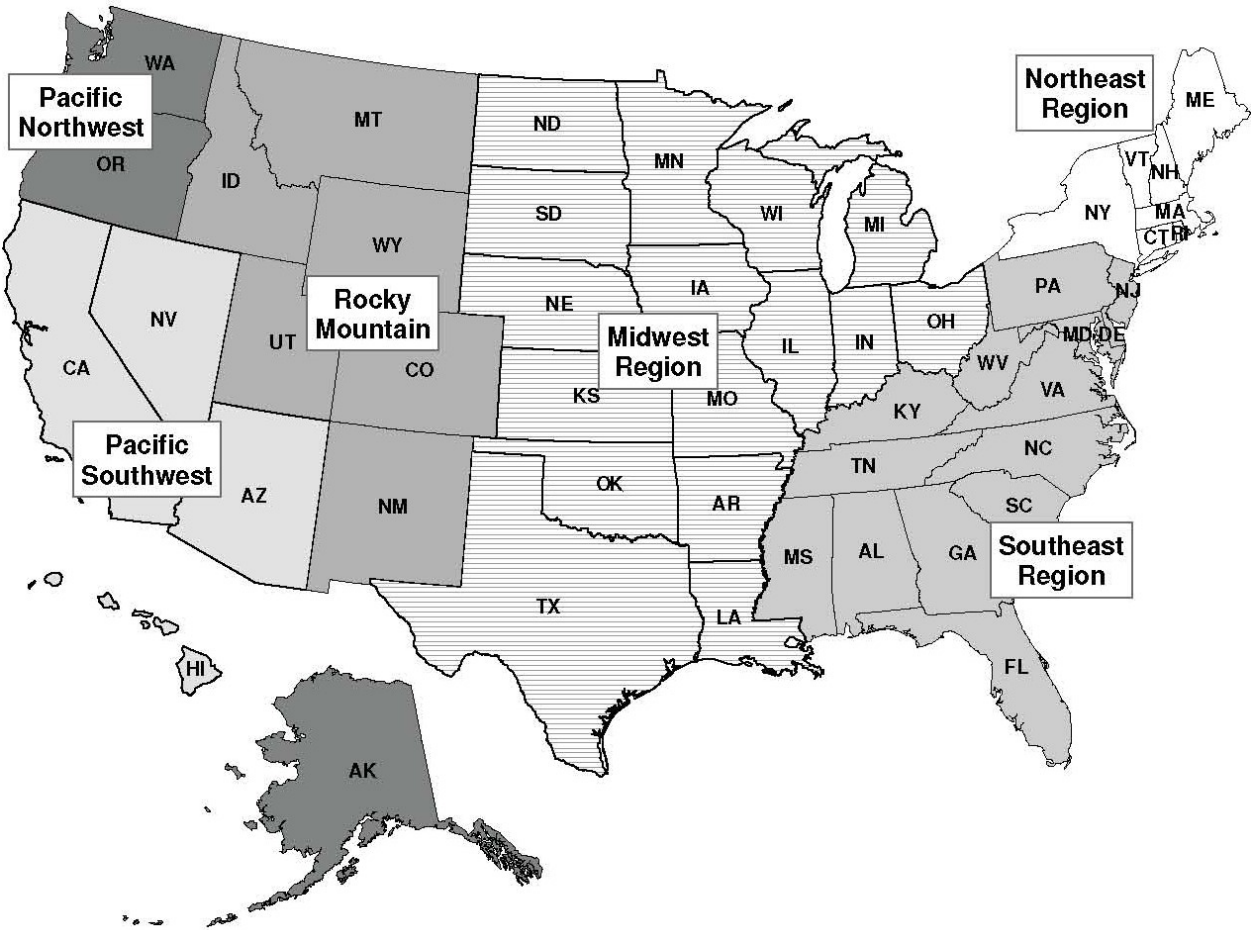 WA
Pacific
Northwest
OR
MT
ID
WY
Rocky
Mountain
UT
CO
NM
NV
CA
Pacific
Southwest
AZ
HI
AK
ND
MN
SD
WI
MI
NE
IA
Midwest
Region
IL
IN
OH
KS
MO
OK
AR
TX
LA
Northeast
Region
ME
VT
NH
NY
MA
CT
RI
PA
NJ
MD
DE
WV
VA
KY
NC
TN
SC
MS
AL
GA
Southeast
Region
FL